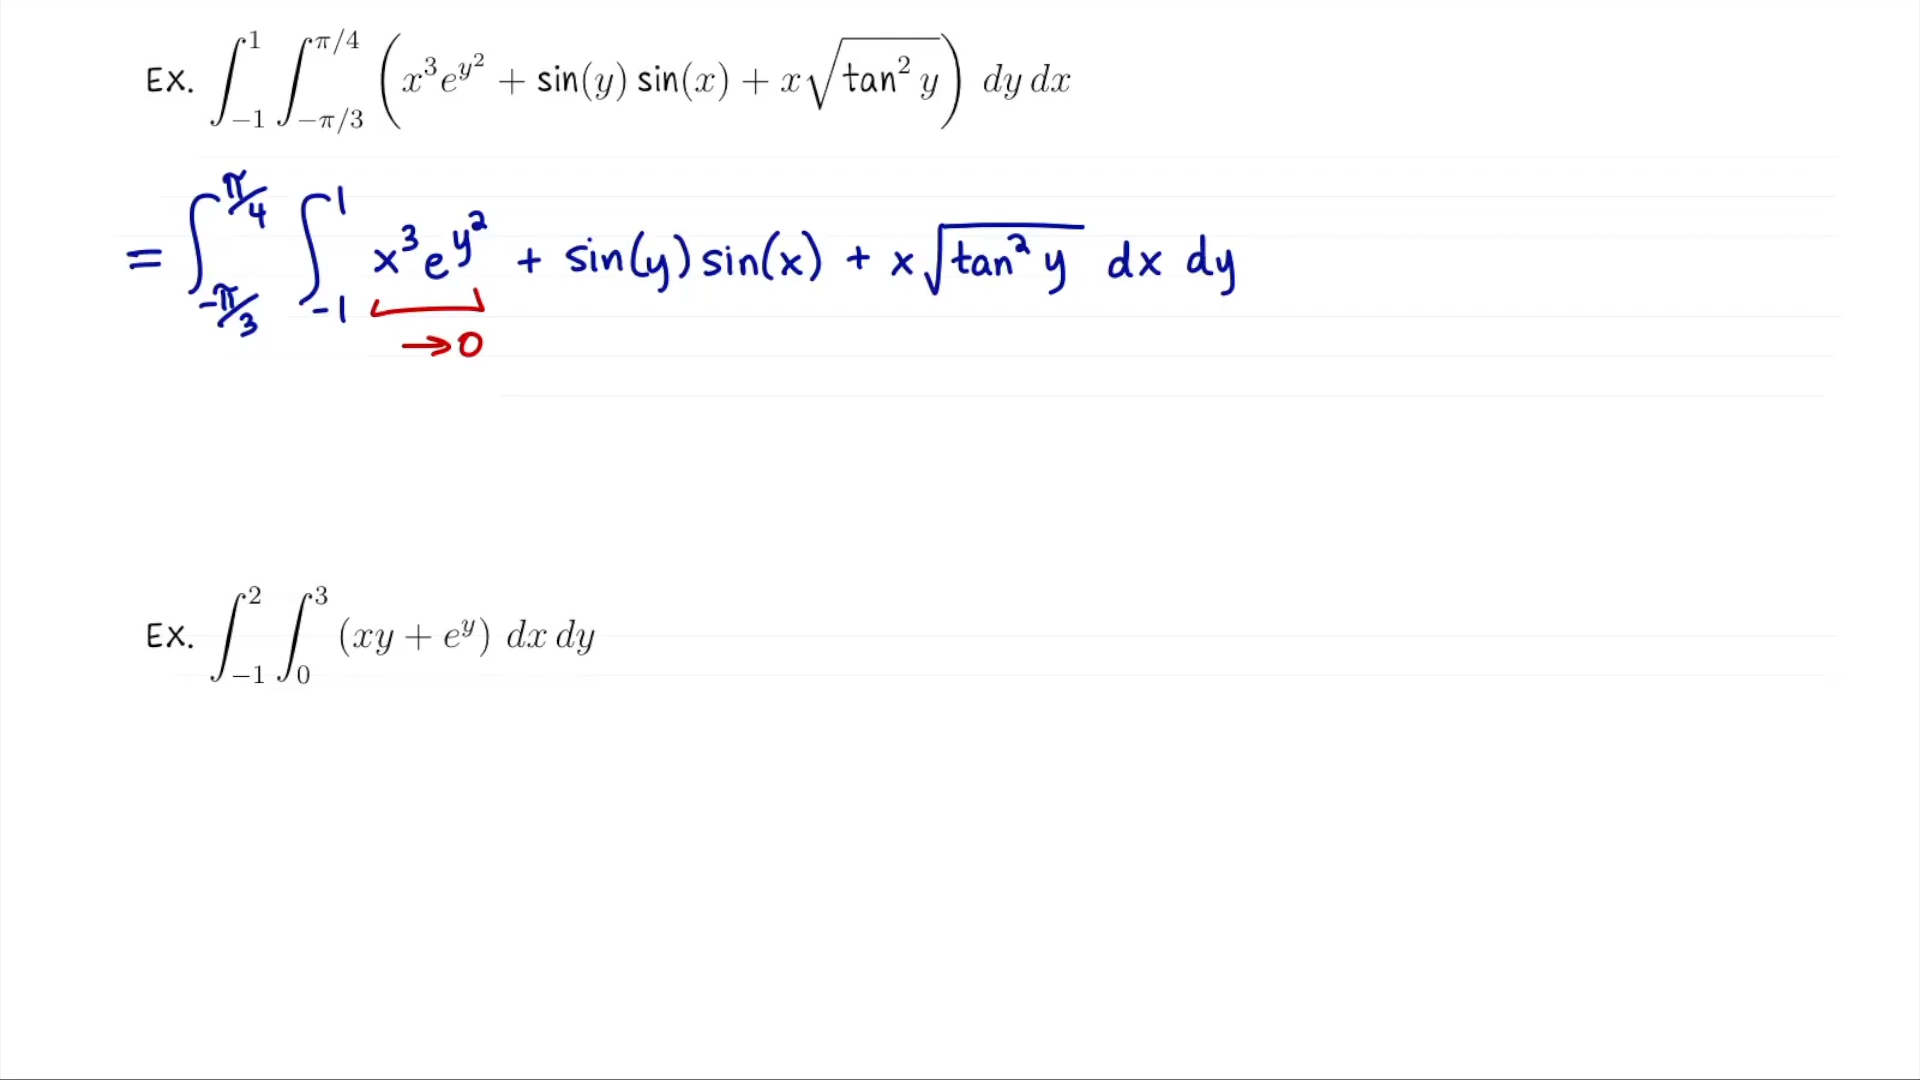 Ex. ∫_{-1}^{1} ∫_{-π/3}^{π/4} (x³e^{y²} + sin(y) sin(x) + x√(tan² y)) dy dx
= ∫_{-π/3}^{π/4} ∫_{-1}^{1} x³e^{y²} + sin(y) sin(x) + x√(tan² y) dx dy
→0
Ex. ∫_{-1}^{2} ∫_{0}^{3} (xy + e^y) dx dy